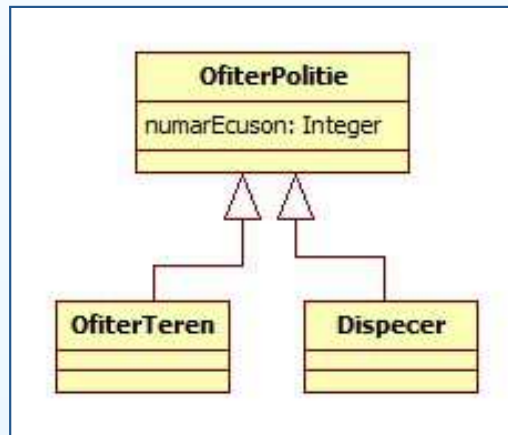 OfiterPolitie
numarEcuson: Integer
OfiterTeren
Dispecer